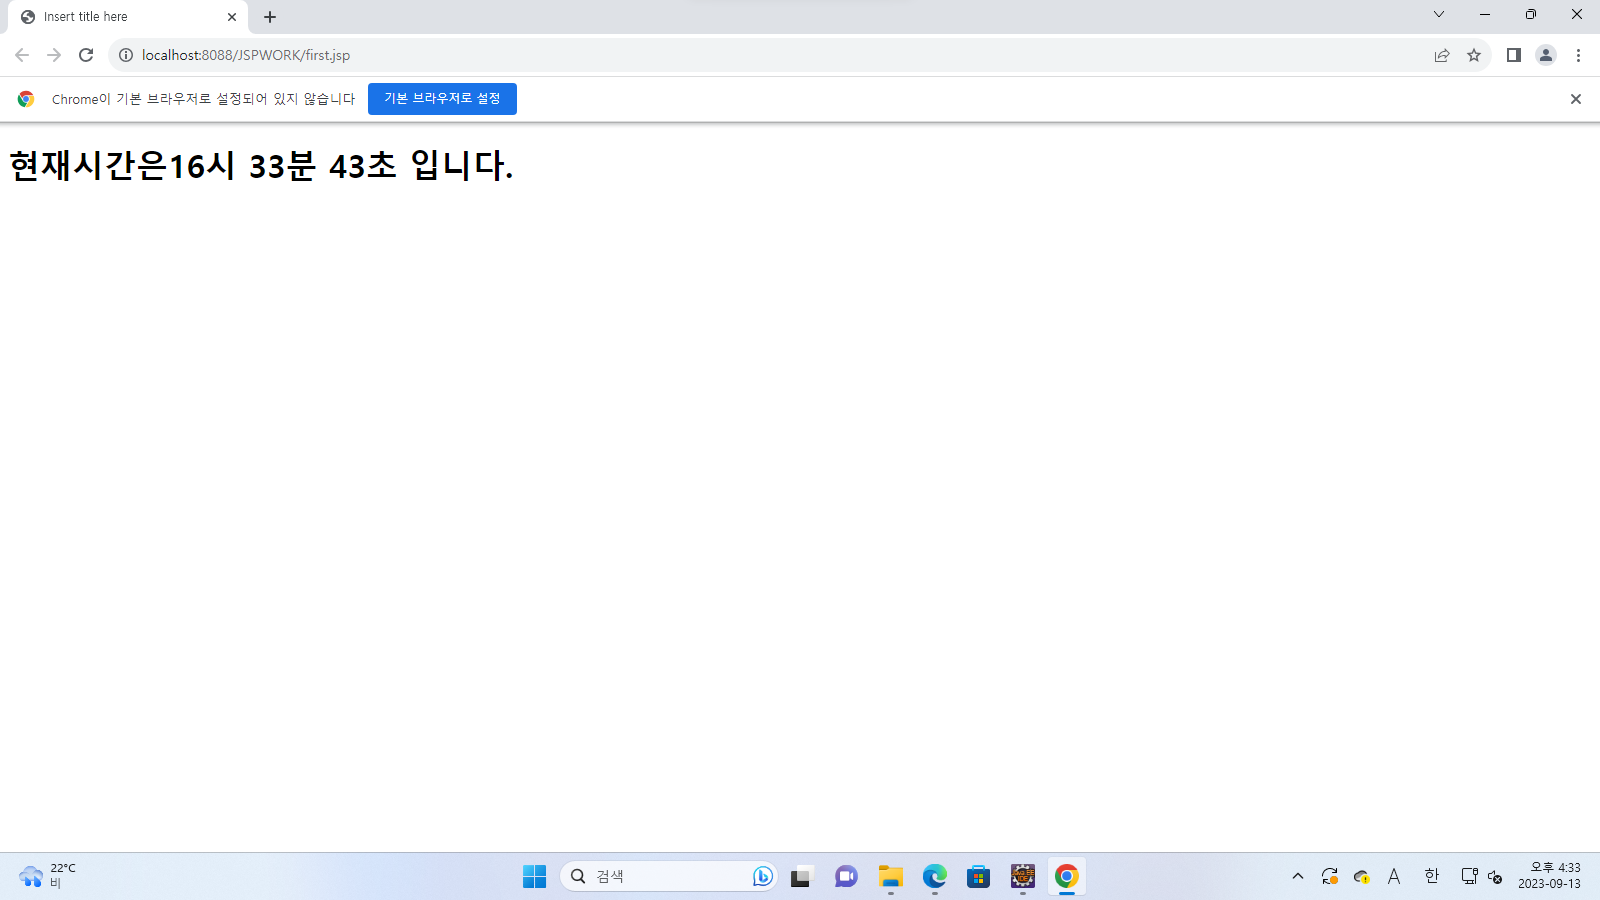 Insert title here
localhost:8088/JSPWORK/first.jsp
Chrome이 기본 브라우저로 설정되어 있지 않습니다
기본 브라우저로 설정
현재시간은16시 33분 43초 입니다.
22°C
비
검색
Java EE
IDE
A
한
오후 4:33
2023-09-13